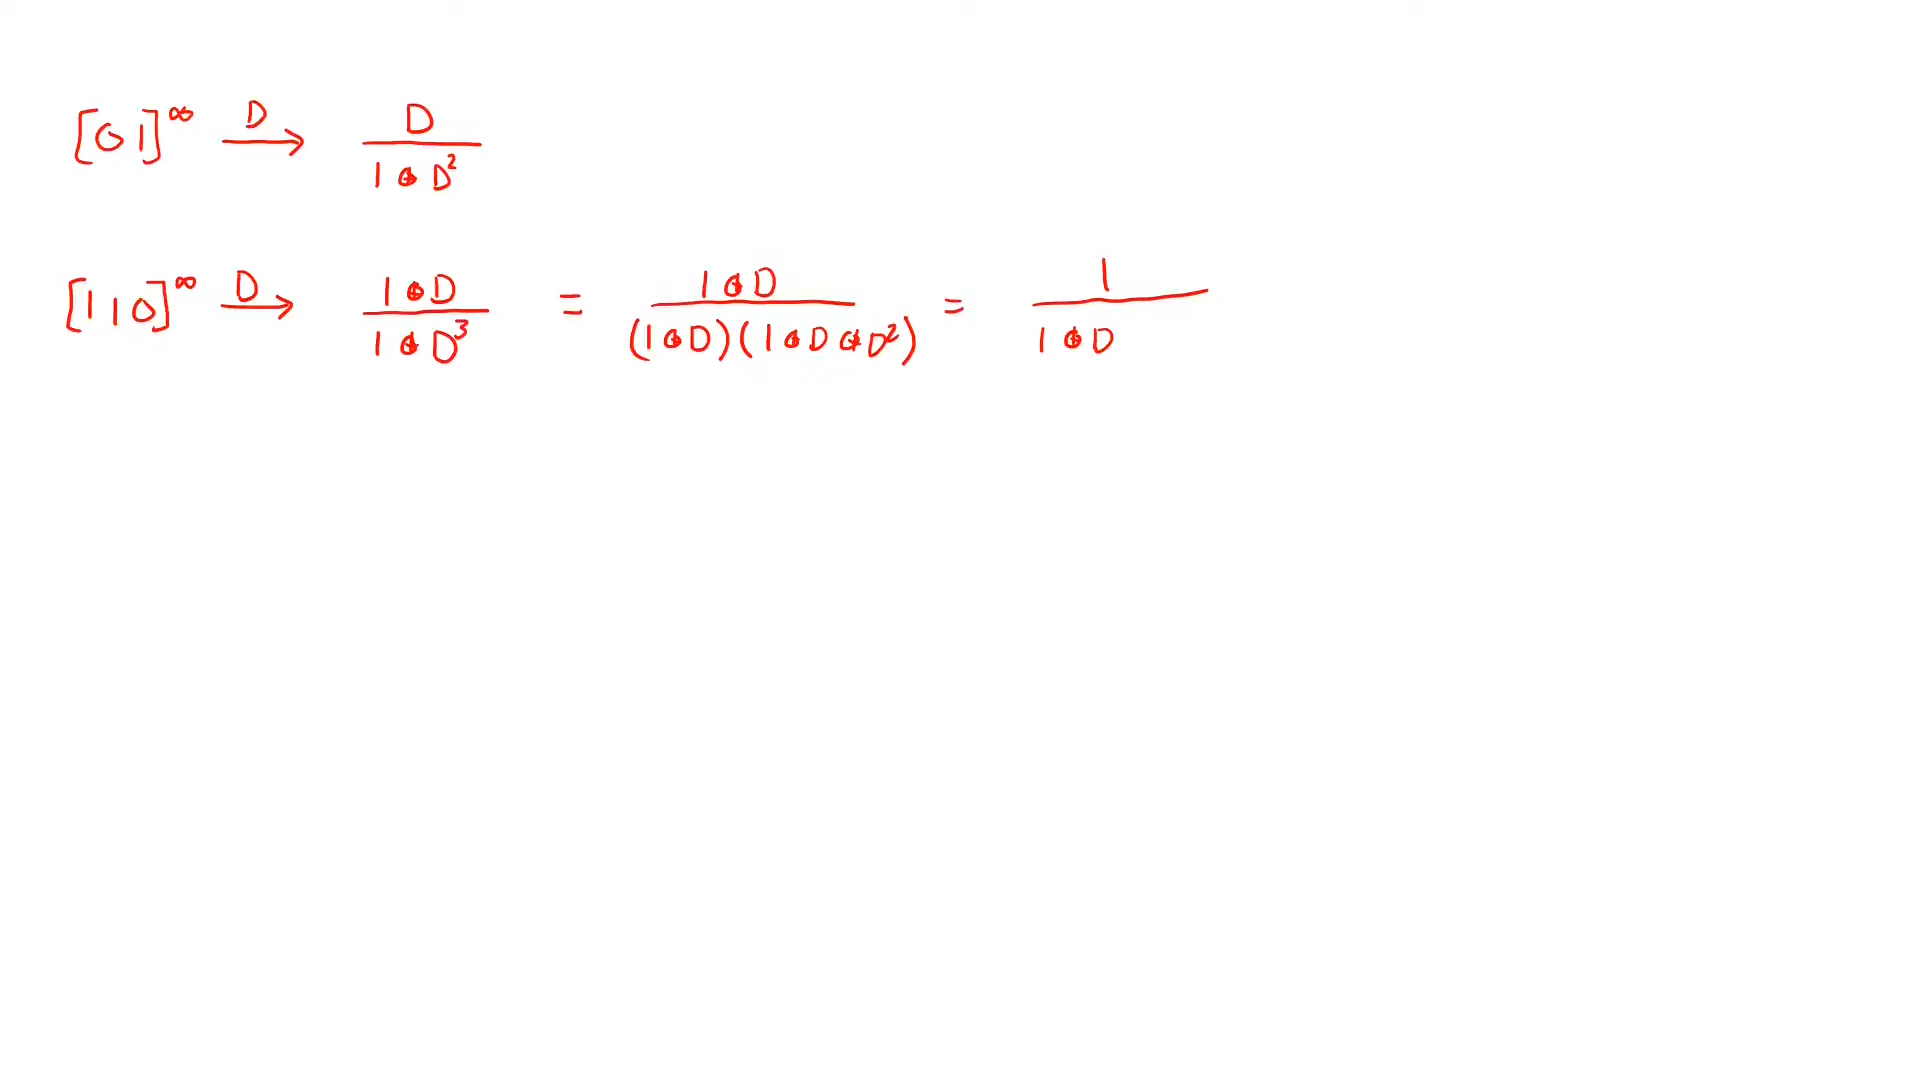 [0 1]^∞ —D→ D / (1 ⊕ D²)
[1 1 0]^∞ —D→ (1 ⊕ D) / (1 ⊕ D³) = (1 ⊕ D) / ((1 ⊕ D)(1 ⊕ D ⊕ D²)) = 1 / (1 ⊕ D